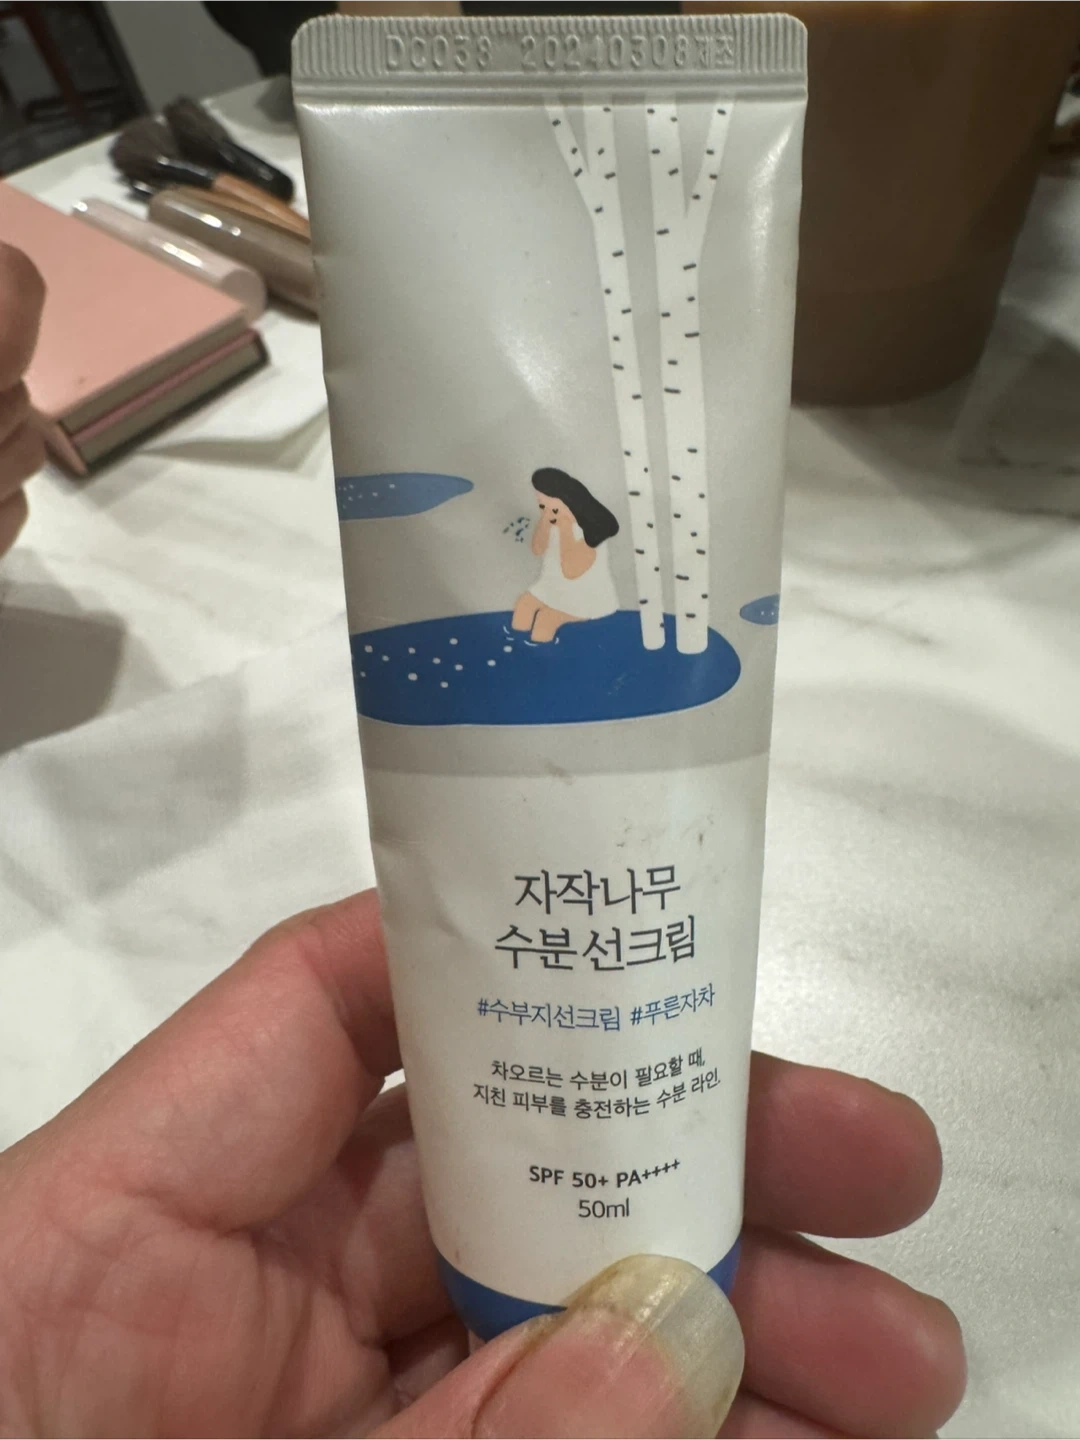 DC038 20240308제조
자작나무
수분 선크림
#수부지선크림 #푸른자차
차오르는 수분이 필요할 때,
지친 피부를 충전하는 수분 라인.
SPF 50+ PA++++
50ml